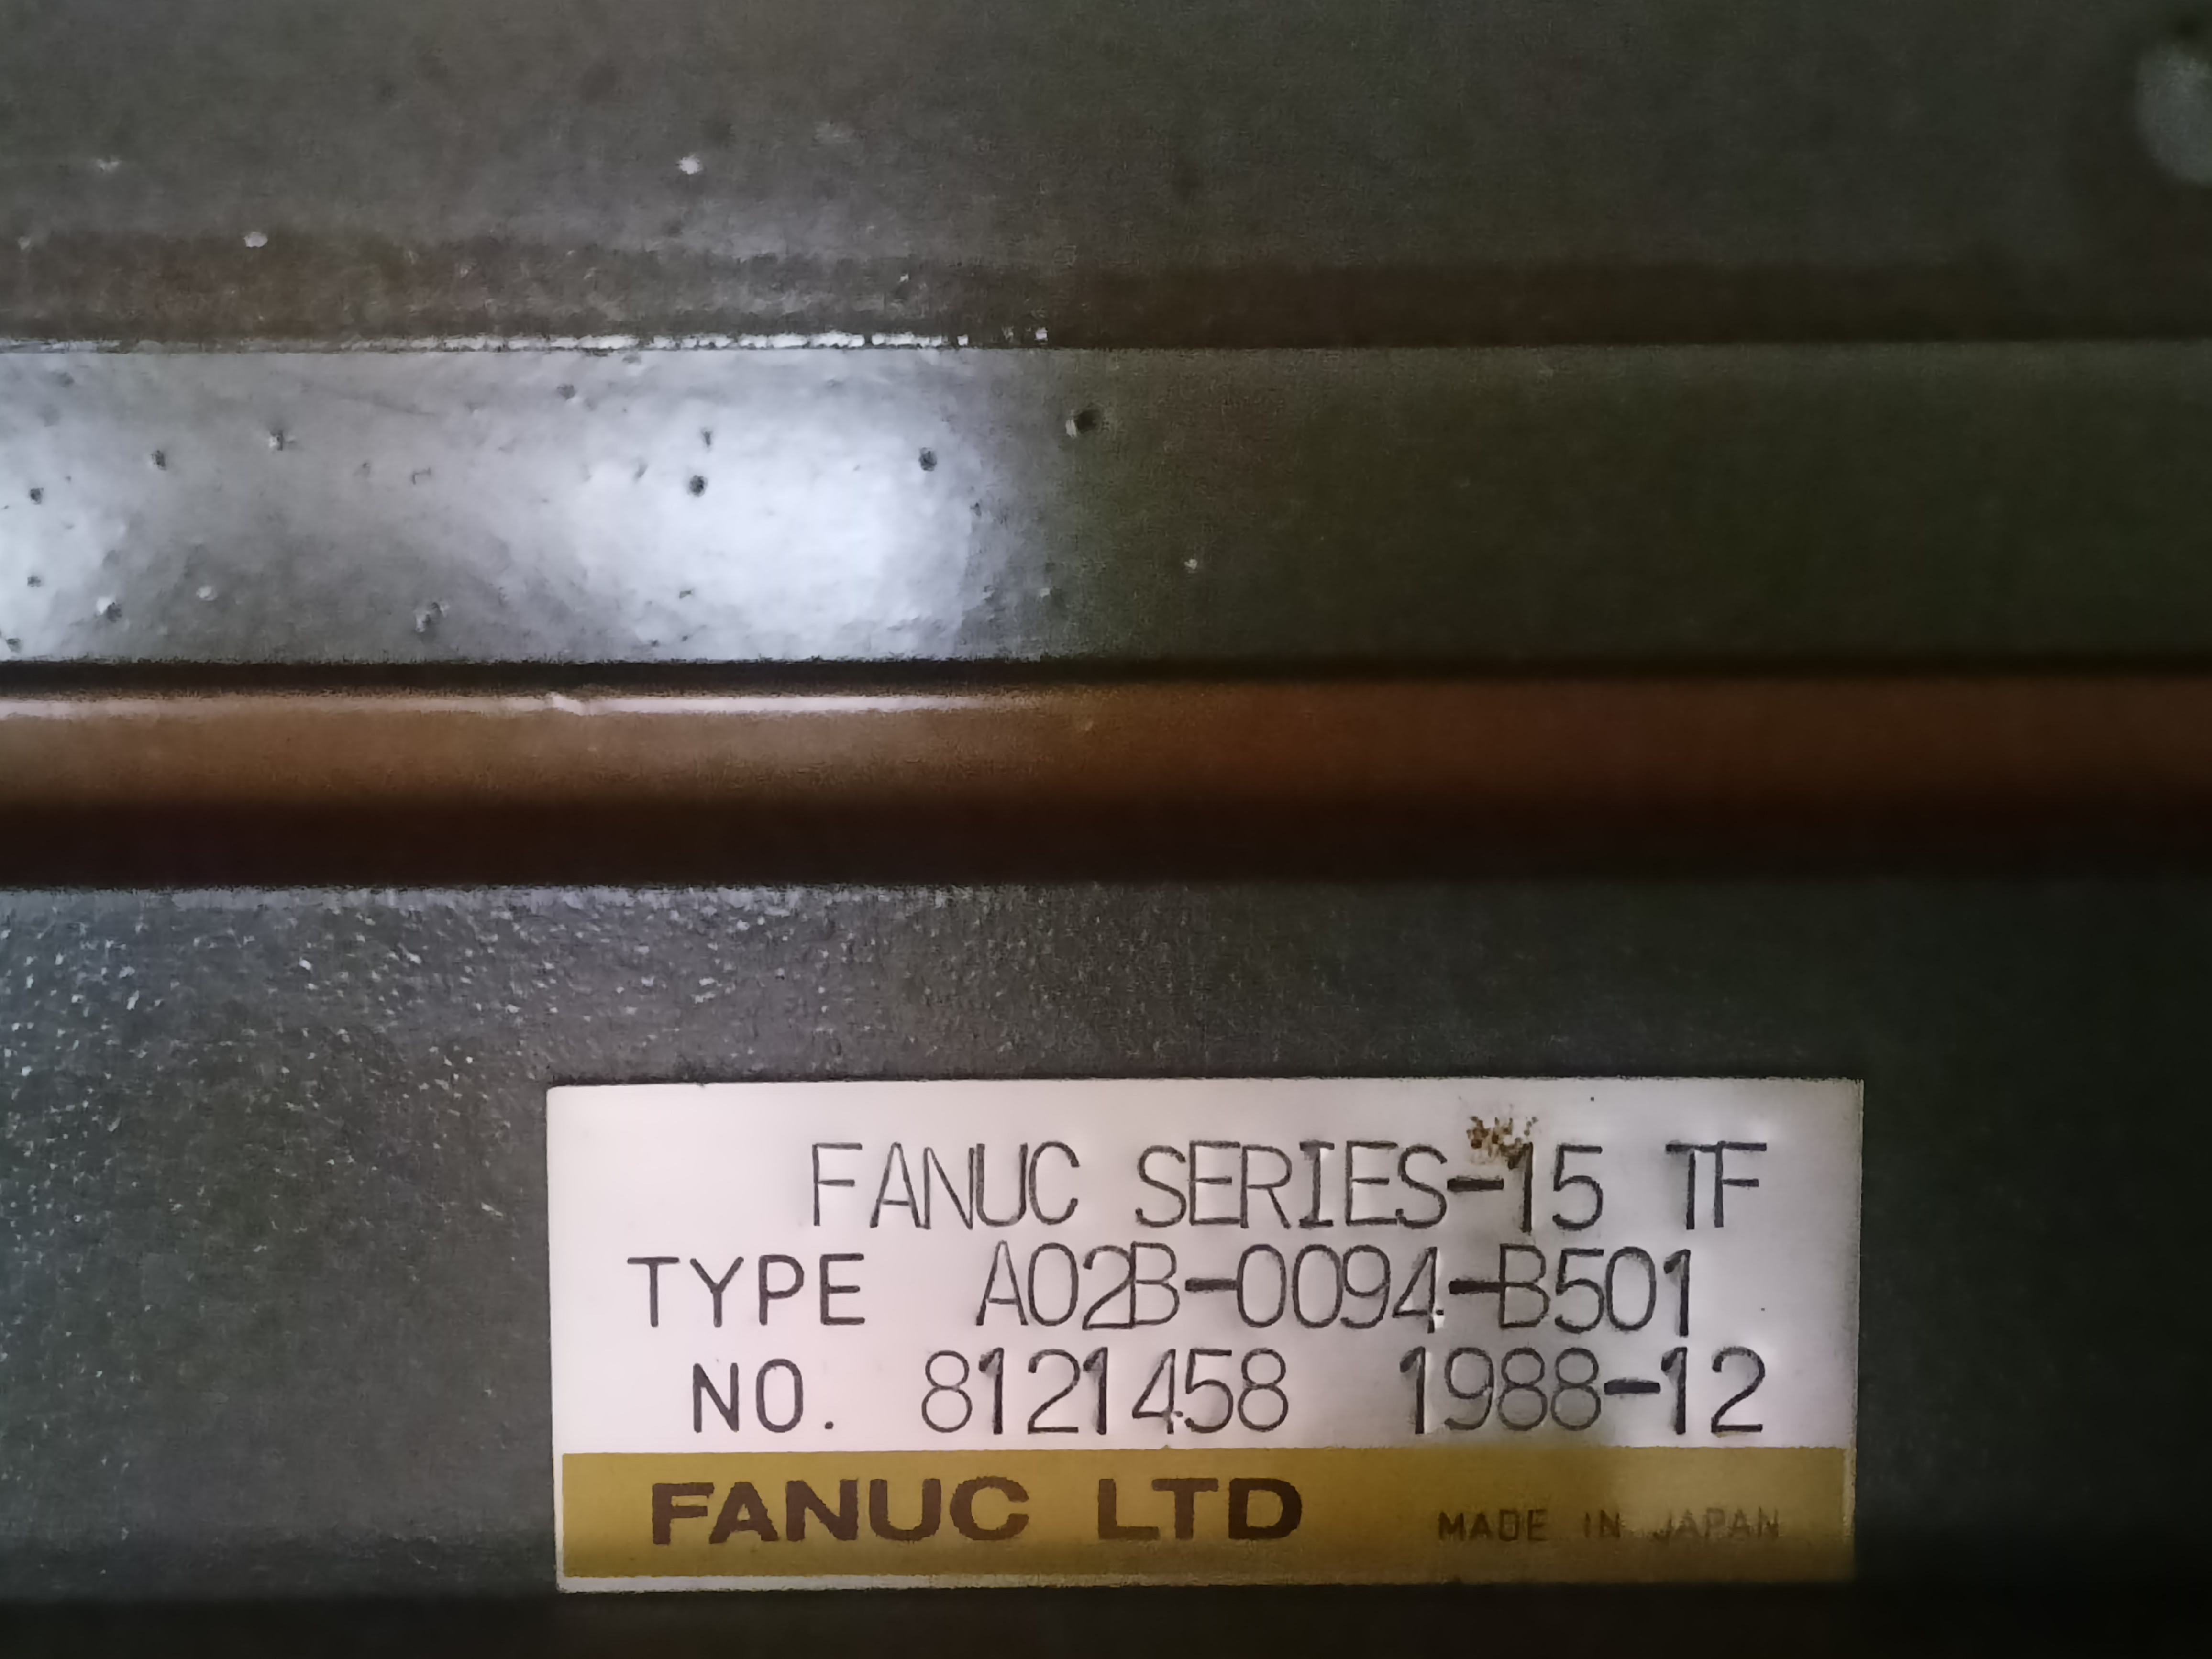 FANUC SERIES-15 TF
TYPE A02B-0094-B501
NO. 8121458 1988-12
FANUC LTD MADE IN JAPAN